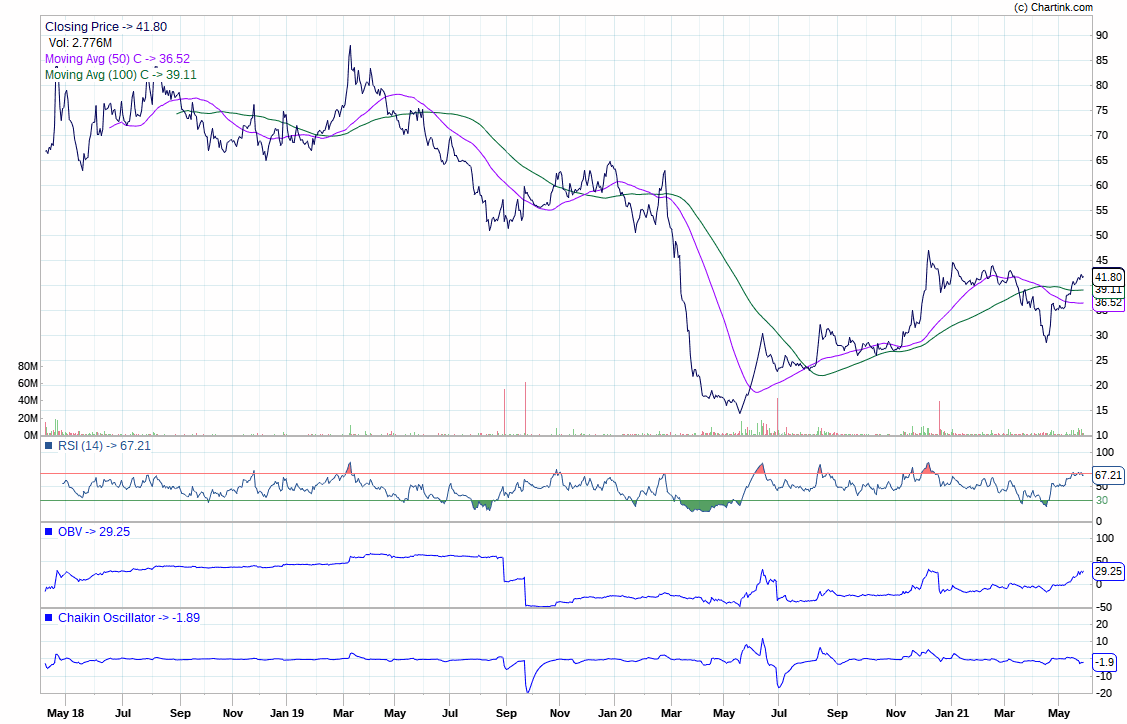 (c) Chartink.com
Closing Price -> 41.80
Vol: 2.776M
Moving Avg (50) C -> 36.52
Moving Avg (100) C -> 39.11
90
85
80
75
70
65
60
55
50
45
41.80
39.11
36.52
35
30
25
20
15
10
80M
60M
40M
20M
0M
RSI (14) -> 67.21
100
67.21
50
30
0
OBV -> 29.25
100
50
29.25
0
-50
Chaikin Oscillator -> -1.89
20
10
-1.9
-10
-20
May 18 Jul Sep Nov Jan 19 Mar May Jul Sep Nov Jan 20 Mar May Jul Sep Nov Jan 21 Mar May